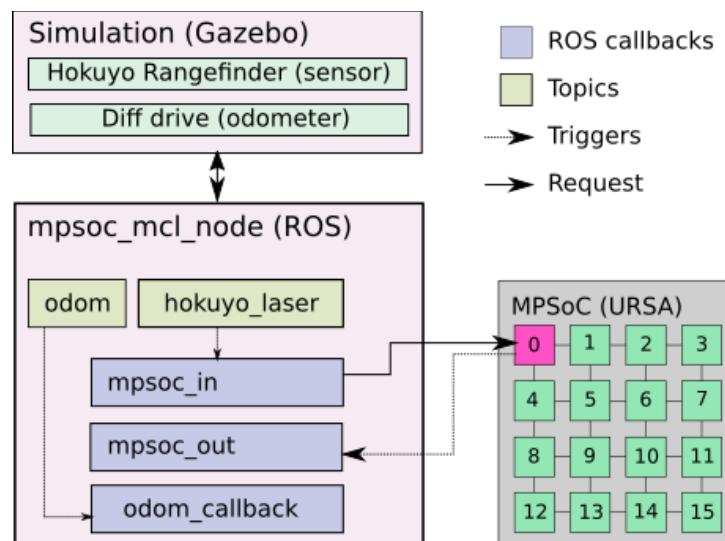 Simulation (Gazebo)
Hokuyo Rangefinder (sensor)
Diff drive (odometer)
ROS callbacks
Topics
Triggers
Request
mpsoc_mcl_node (ROS)
odom
hokuyo_laser
mpsoc_in
mpsoc_out
odom_callback
MPSoC (URSA)
0 1 2 3
4 5 6 7
8 9 10 11
12 13 14 15